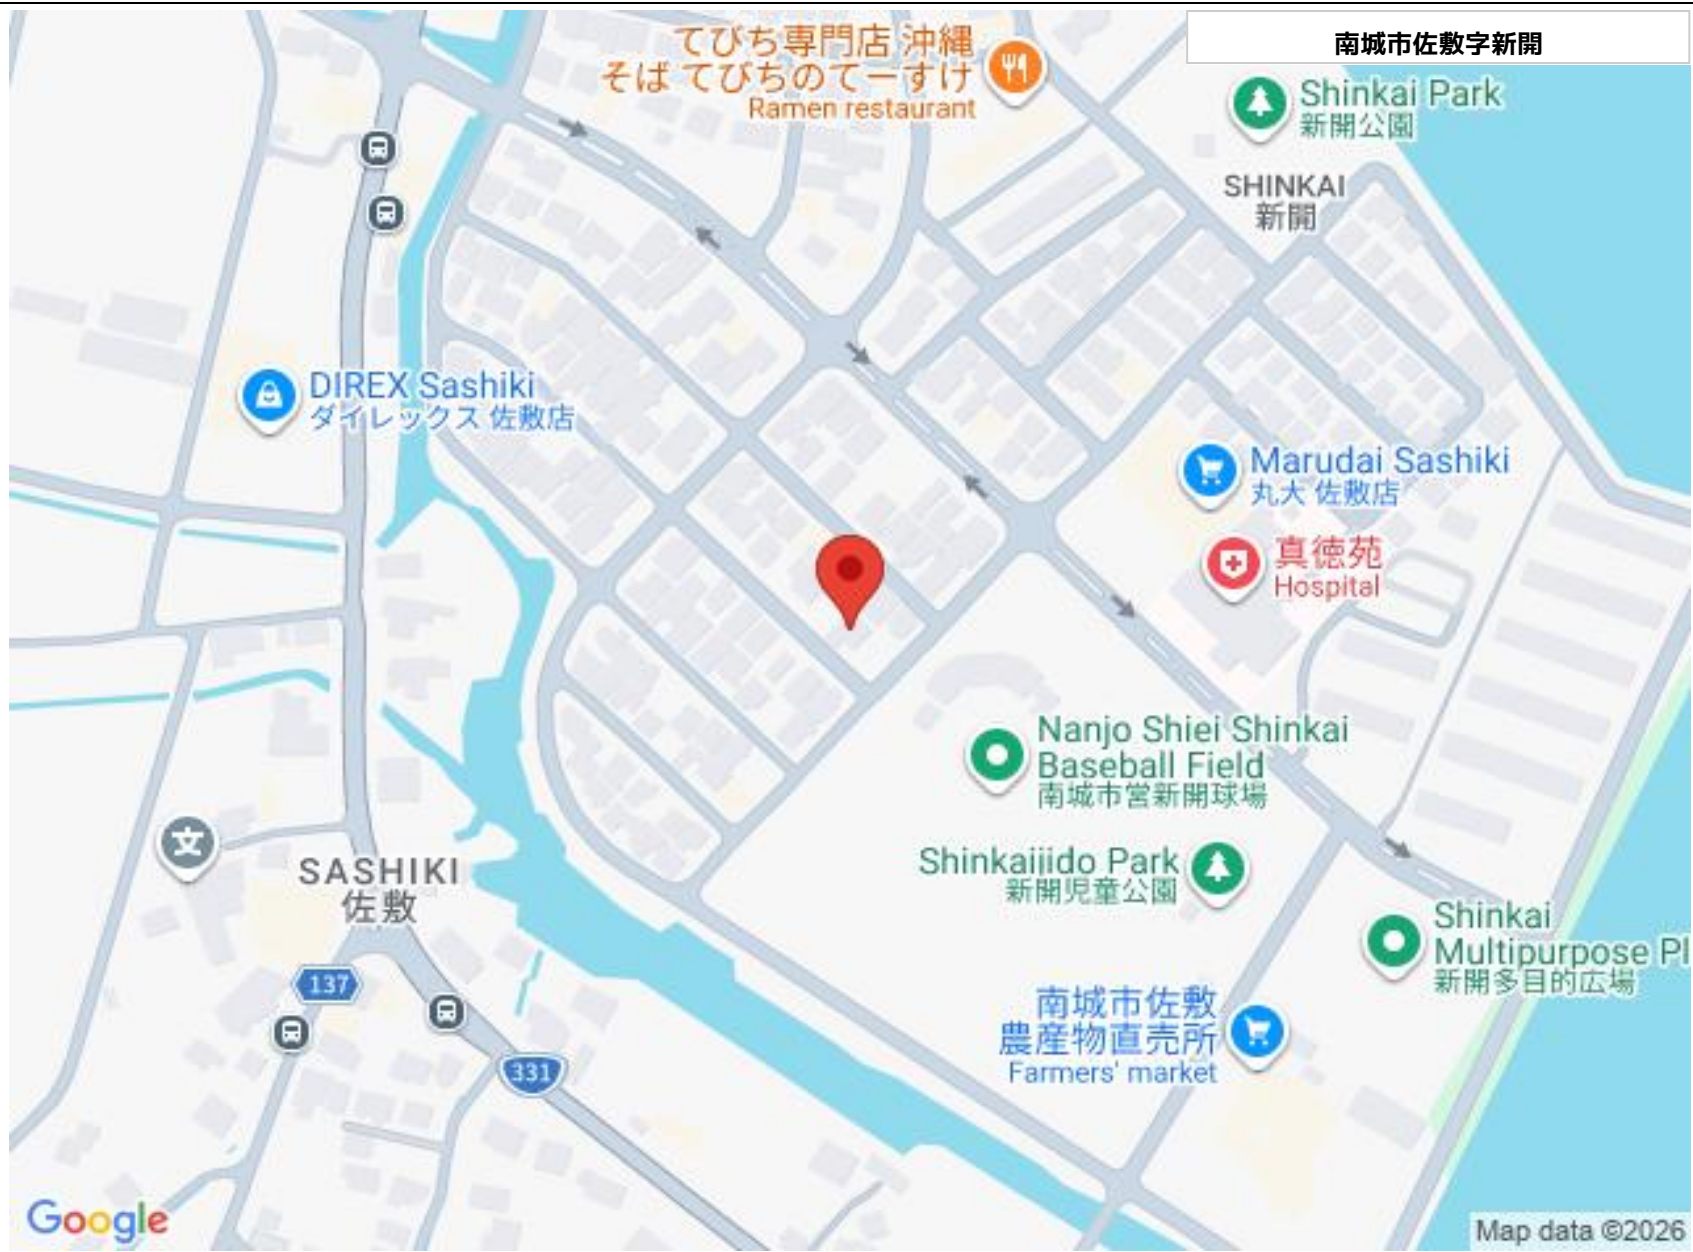 南城市佐敷字新開
てびち専門店 沖縄
そば てびちのてーすけ
Ramen restaurant
Shinkai Park
新開公園
SHINKAI
新開
DIREX Sashiki
ダイレックス 佐敷店
Marudai Sashiki
丸大 佐敷店
真徳苑
Hospital
Nanjo Shiei Shinkai
Baseball Field
南城市営新開球場
文
SASHIKI
佐敷
Shinkaijido Park
新開児童公園
Shinkai
Multipurpose Pl
新開多目的広場
137
南城市佐敷
農産物直売所
Farmers' market
331
Google
Map data ©2026